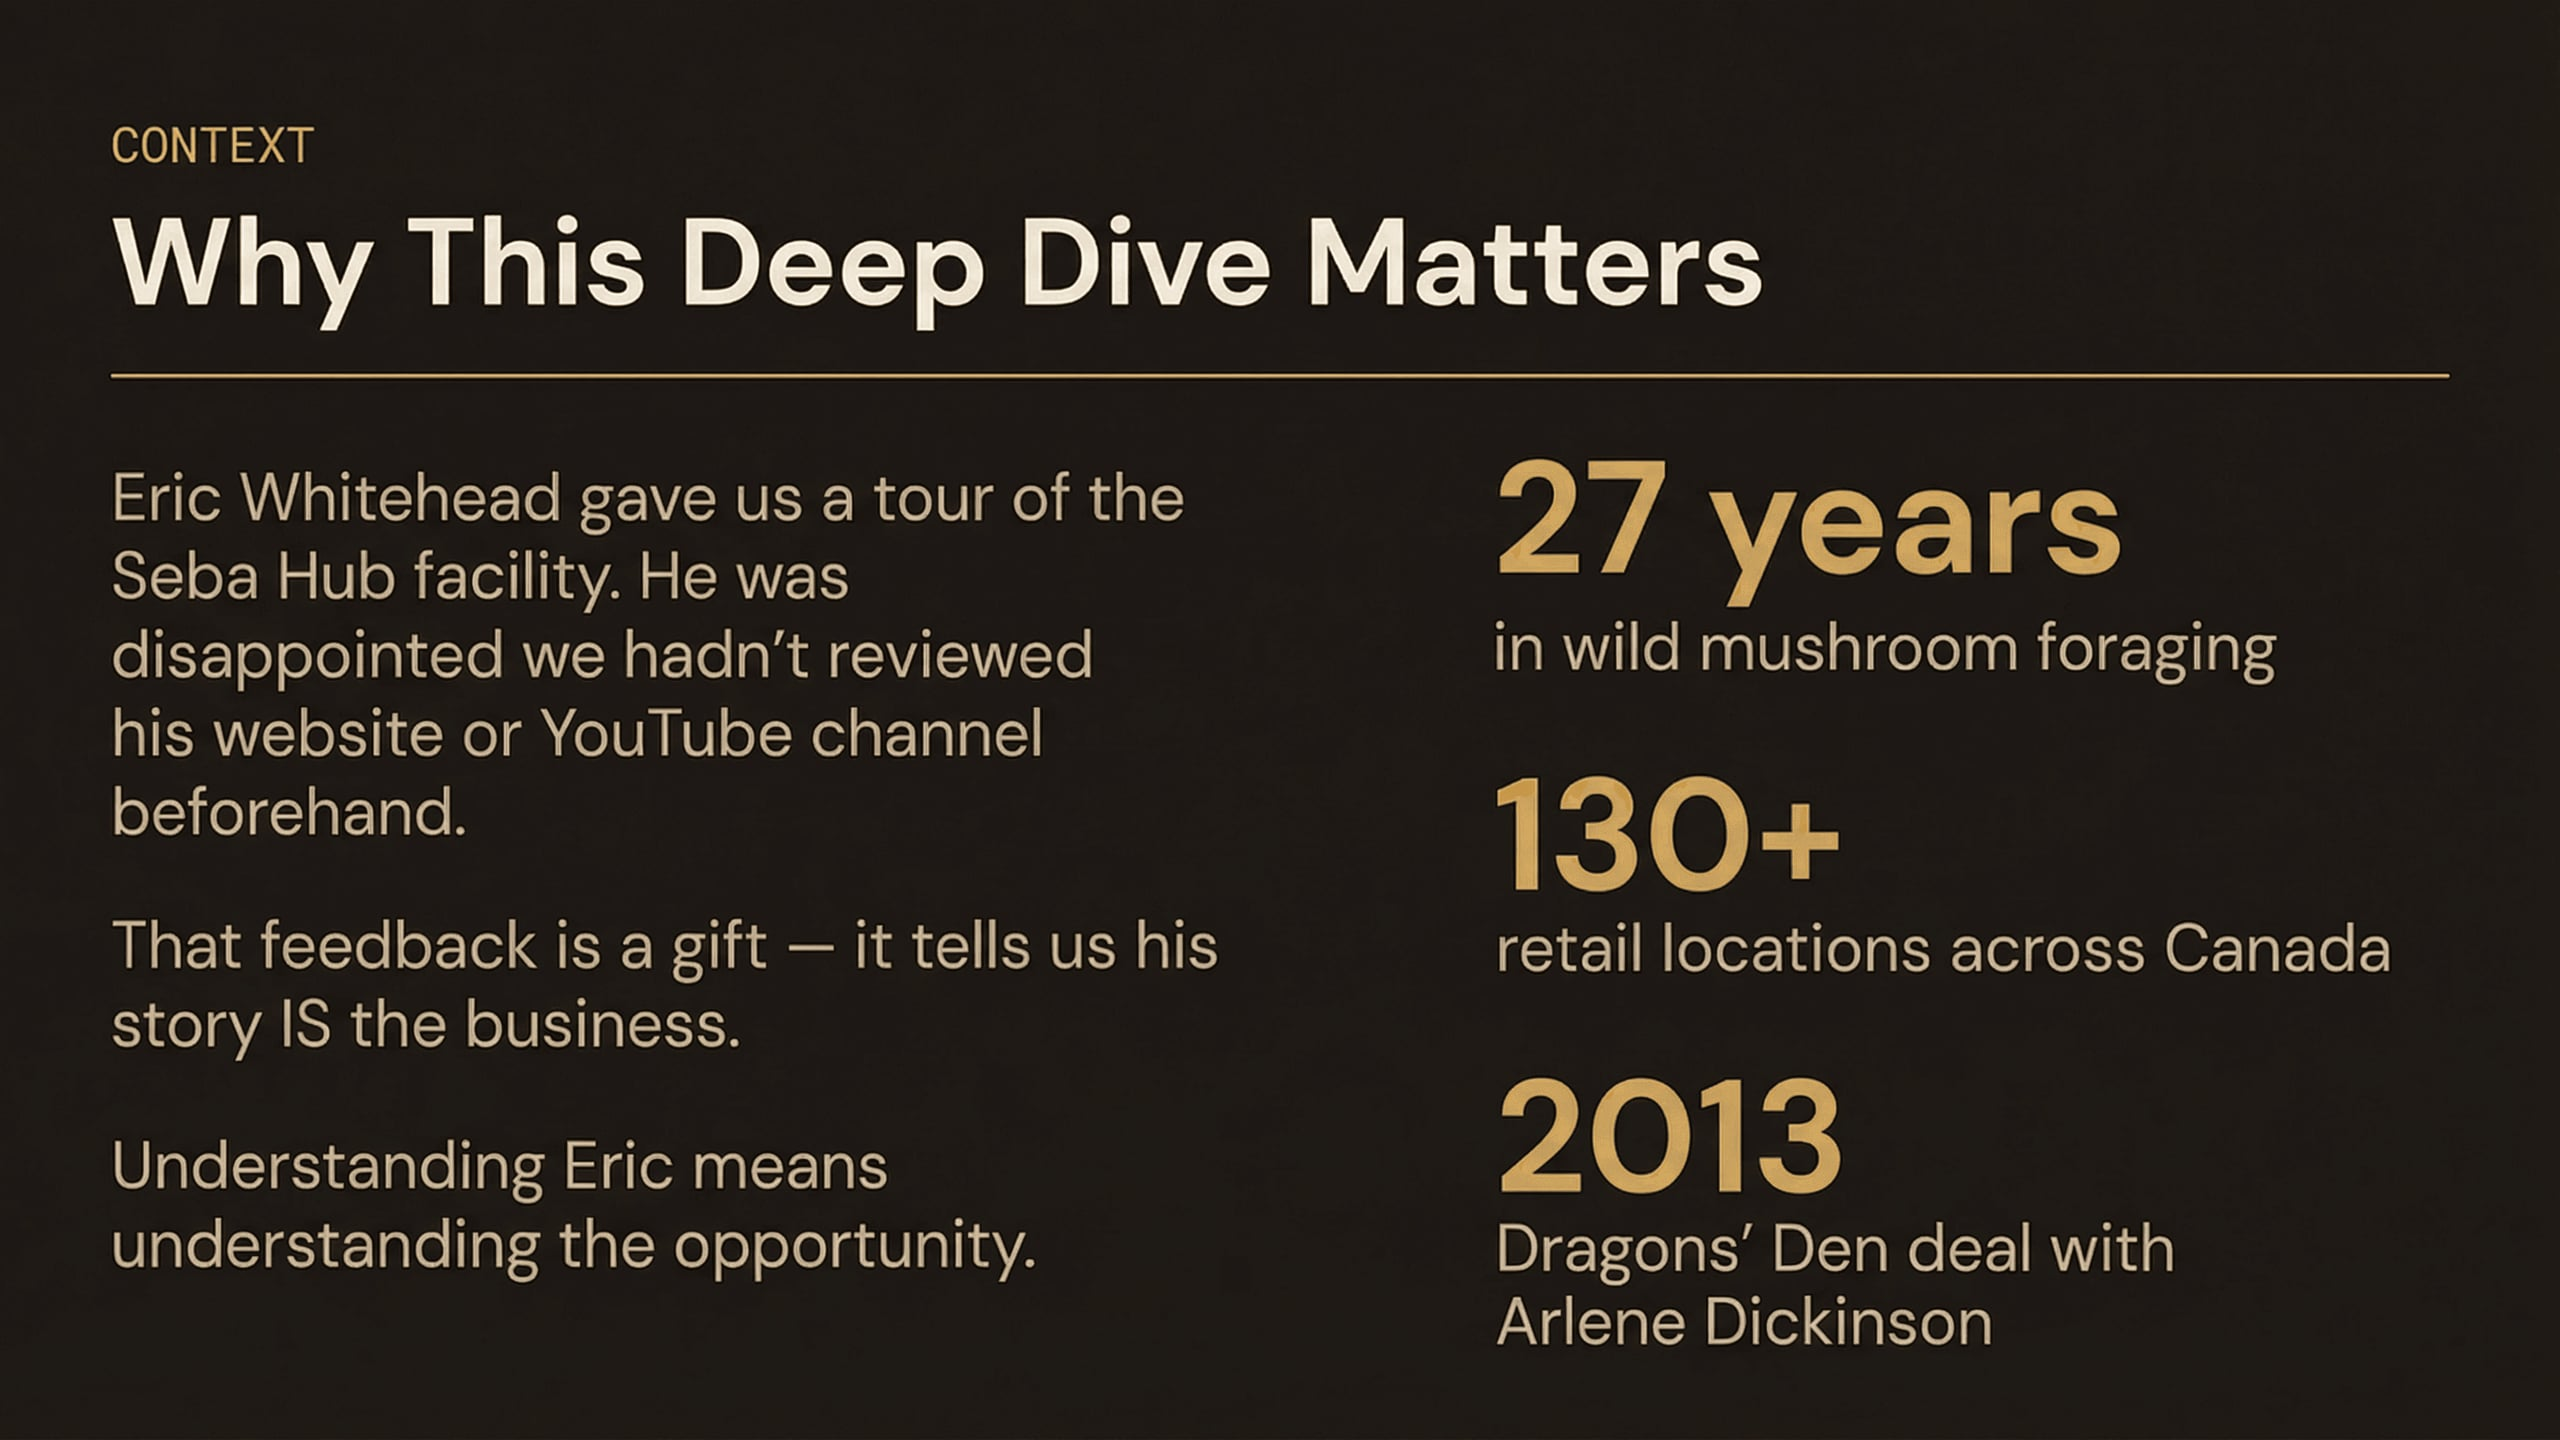 CONTEXT
Why This Deep Dive Matters
Eric Whitehead gave us a tour of the
Seba Hub facility. He was
disappointed we hadn’t reviewed
his website or YouTube channel
beforehand.
That feedback is a gift — it tells us his
story IS the business.
Understanding Eric means
understanding the opportunity.
27 years
in wild mushroom foraging
130+
retail locations across Canada
2013
Dragons’ Den deal with
Arlene Dickinson